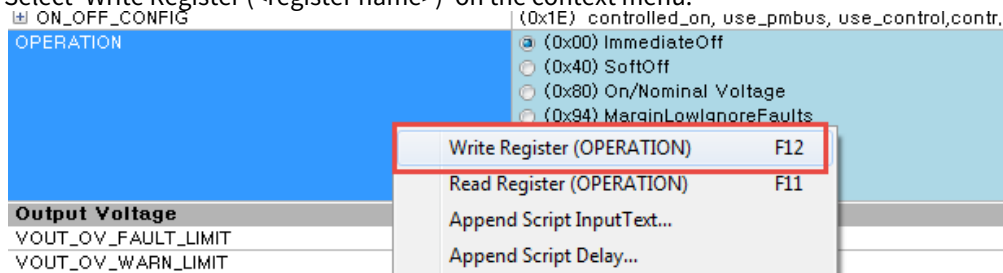 Select 'Write Register (<register name>)' on the context menu.
ON_OFF_CONFIG (0x1E) controlled_on, use_pmbus, use_control,contr.
OPERATION (0x00) ImmediateOff
(0x40) SoftOff
(0x80) On/Nominal Voltage
(0x94) MarginLowIgnoreFaults
Write Register (OPERATION) F12
Read Register (OPERATION) F11
Output Voltage
Append Script InputText...
VOUT_OV_FAULT_LIMIT
VOUT_OV_WARN_LIMIT
Append Script Delay...